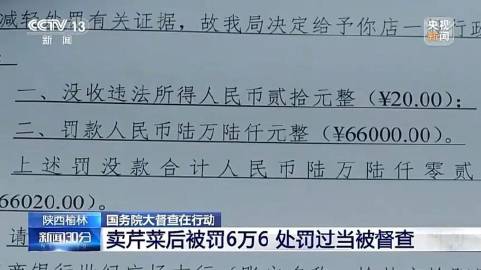 CCTV 13
新闻
央视新闻
减轻处罚有关证据，故我局决定给予你店一
行政
一、没收违法所得人民币贰拾元整（¥20.00）；
二、罚款人民币陆万陆仟元整（¥66000.00）。
上述罚没款合计人民币陆万陆仟零贰
66020.00）。
请
陕西榆林
国务院大督查在行动
新闻30分
卖芹菜后被罚6万6 处罚过当被督查